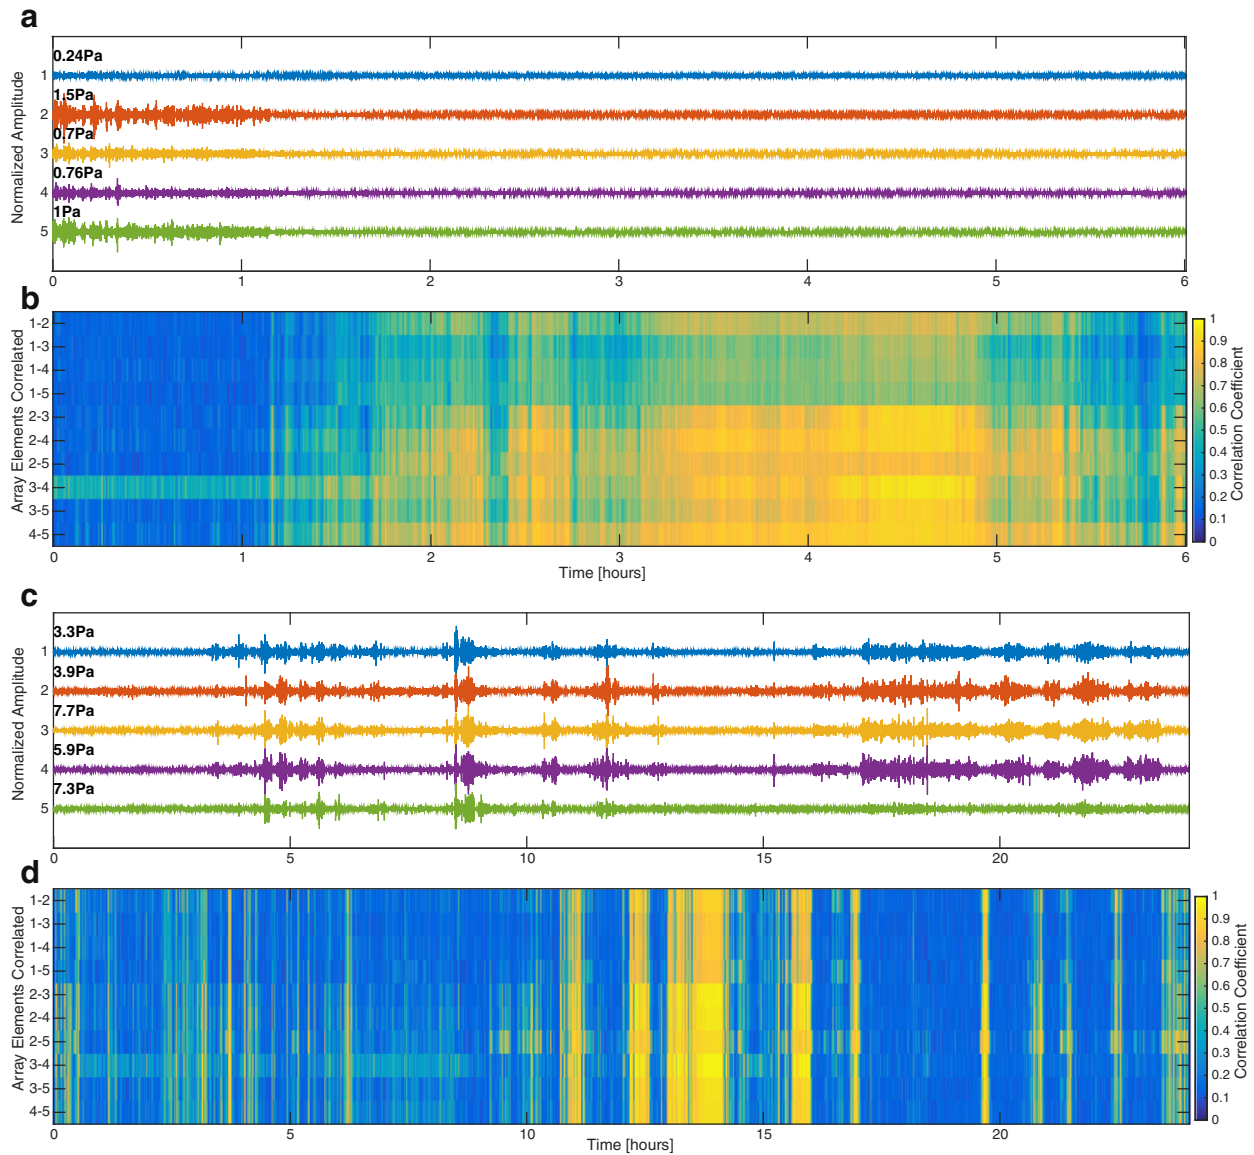 a
Normalized Amplitude
0.24Pa
1
1.5Pa
2
0.7Pa
3
0.76Pa
4
1Pa
5
0 1 2 3 4 5 6
b
Array Elements Correlated
1-2
1-3
1-4
1-5
2-3
2-4
2-5
3-4
3-5
4-5
0 1 2 3 4 5 6
Time [hours]
1
0.9
0.8
0.7
0.6
0.5
0.4
0.3
0.2
0.1
0
Correlation Coefficient
c
Normalized Amplitude
3.3Pa
1
3.9Pa
2
7.7Pa
3
5.9Pa
4
7.3Pa
5
0 5 10 15 20
d
Array Elements Correlated
1-2
1-3
1-4
1-5
2-3
2-4
2-5
3-4
3-5
4-5
0 5 10 15 20
Time [hours]
1
0.9
0.8
0.7
0.6
0.5
0.4
0.3
0.2
0.1
0
Correlation Coefficient